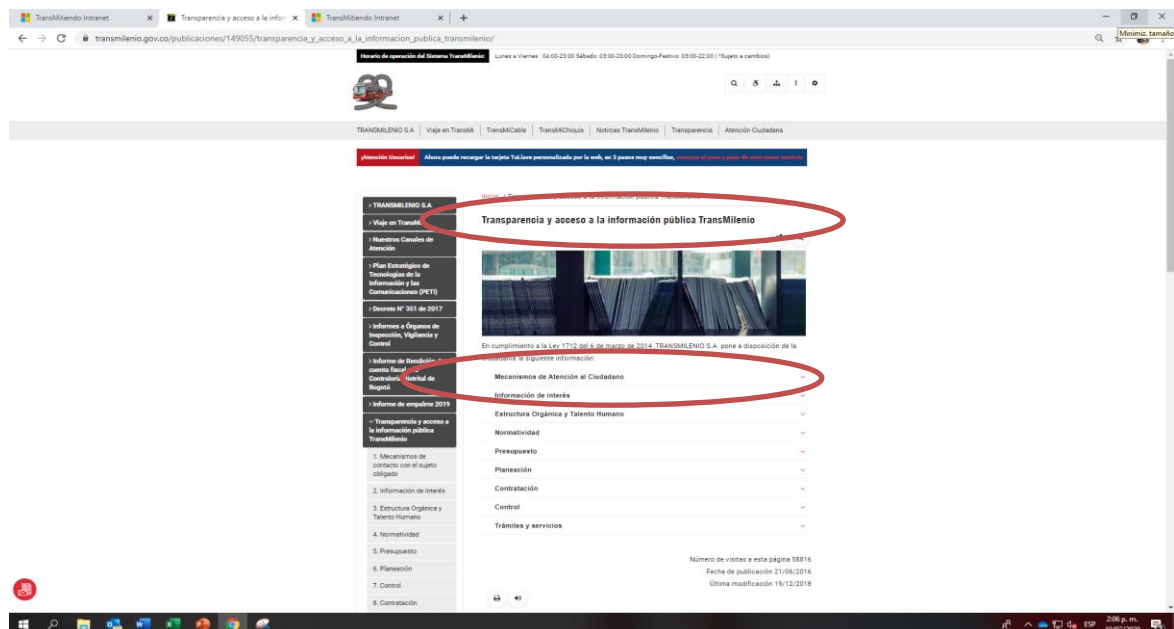 TransMitiendo Intranet
Transparencia y acceso a la infor
TransMitiendo Intranet
Minimiz. tamaño
transmilenio.gov.co/publicaciones/149055/transparencia_y_acceso_a_la_informacion_publica_transmilenio/
Horario de operación del Sistema TransMilenio: Lunes a Viernes : 04:00-23:00 Sábado: 05:00-23:00 Domingo-Festivo: 05:00-22:00 ( *Sujeto a cambios)
TRANSMILENIO S.A | Viaje en TransMi | TransMiCable | TransMiChiquis | Noticias TransMilenio | Transparencia | Atención Ciudadana
¡Atención Usuarios! Ahora puede recargar la tarjeta TuLlave personalizada por la web, en 3 pasos muy sencillos,
> TRANSMILENIO S.A
> Viaje en TransM
> Nuestros Canales de
Atención
> Plan Estratégico de
Tecnologías de la
Información y las
Comunicaciones (PETI)
> Decreto N° 351 de 2017
> Informes a Órganos de
Inspección, Vigilancia y
Control
> Informe de Rendición
cuenta fiscal
Contraloría Distrital de
Bogotá
> Informe de empalme 2019
Transparencia y acceso a
la información pública
TransMilenio
1. Mecanismos de
contacto con el sujeto
obligado
2. Información de Interés
3. Estructura Orgánica y
Talento Humano
4. Normatividad
5. Presupuesto
6. Planeación
7. Control
8. Contratación
Transparencia y acceso a la información pública TransMilenio
En cumplimiento a la Ley 1712 del 6 de marzo de 2014 ,TRANSMILENIO S.A. pone a disposición de la
ciudadanía la siguiente información:
Mecanismos de Atención al Ciudadano
Información de interés
Estructura Orgánica y Talento Humano
Normatividad
Presupuesto
Planeación
Contratación
Control
Trámites y servicios
Número de visitas a esta página 58816
Fecha de publicación 21/06/2016
Última modificación 19/12/2018
ESP
2:06 p. m.